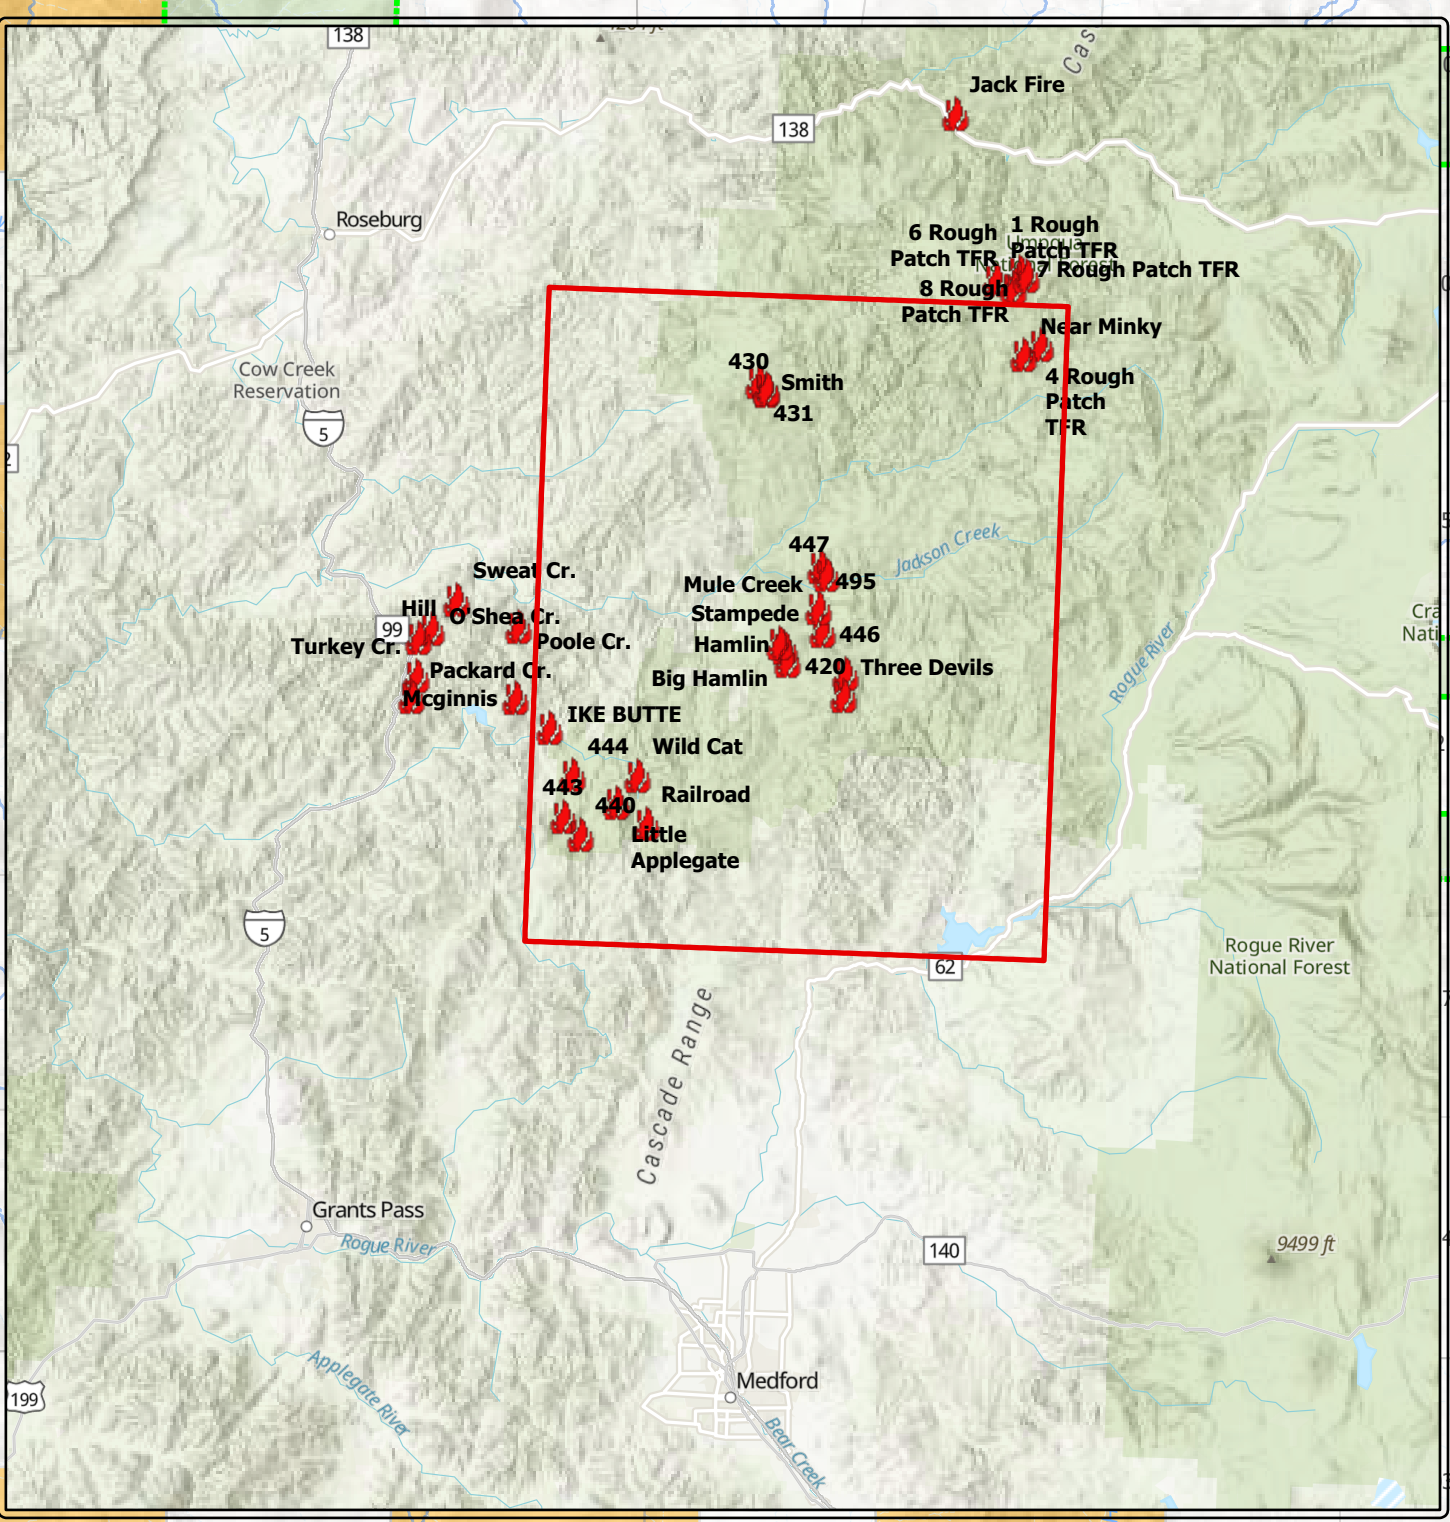 138
Jack Fire
138
Roseburg
6 Rough
Patch TFR
1 Rough
Patch TFR
Umpqua
7 Rough Patch TFR
8 Rough
Patch TFR
Near Minky
430
Smith
431
4 Rough
Patch
TFR
Cow Creek
Reservation
5
447
Jackson Creek
495
Mule Creek
Sweat Cr.
Hill
O'Shea Cr.
Stampede
99
446
Turkey Cr.
Poole Cr.
Hamlin
Packard Cr.
420
Three Devils
Big Hamlin
Mcginnis
Rogue River
IKE BUTTE
444
Wild Cat
443
Railroad
440
Little
Applegate
5
Rogue River
National Forest
62
Cascade Range
Grants Pass
Rogue River
140
9499 ft
Applegate River
199
Medford
Bear Creek